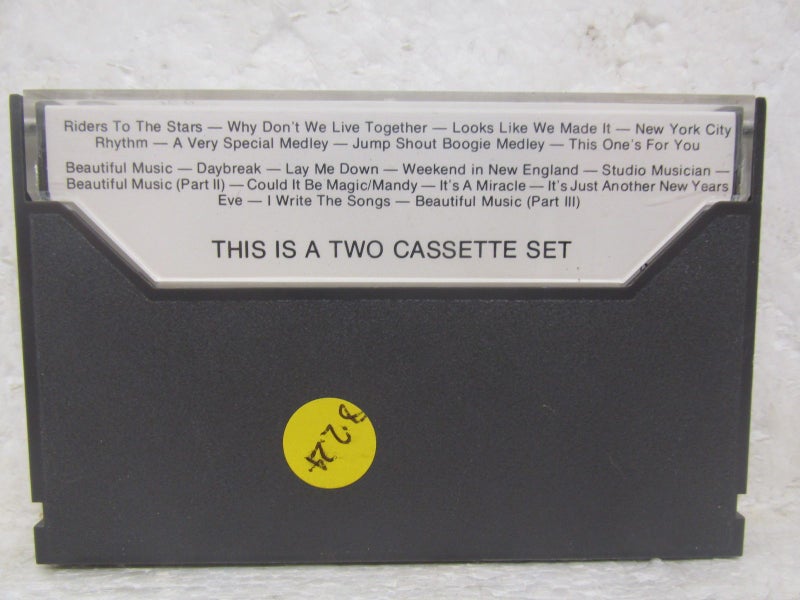 Riders To The Stars — Why Don't We Live Together — Looks Like We Made It — New York City
Rhythm — A Very Special Medley — Jump Shout Boogie Medley — This One's For You
Beautiful Music — Daybreak — Lay Me Down — Weekend in New England — Studio Musician —
Beautiful Music (Part II) — Could It Be Magic/Mandy — It's A Miracle — It's Just Another New Years
Eve — I Write The Songs — Beautiful Music (Part III)
THIS IS A TWO CASSETTE SET